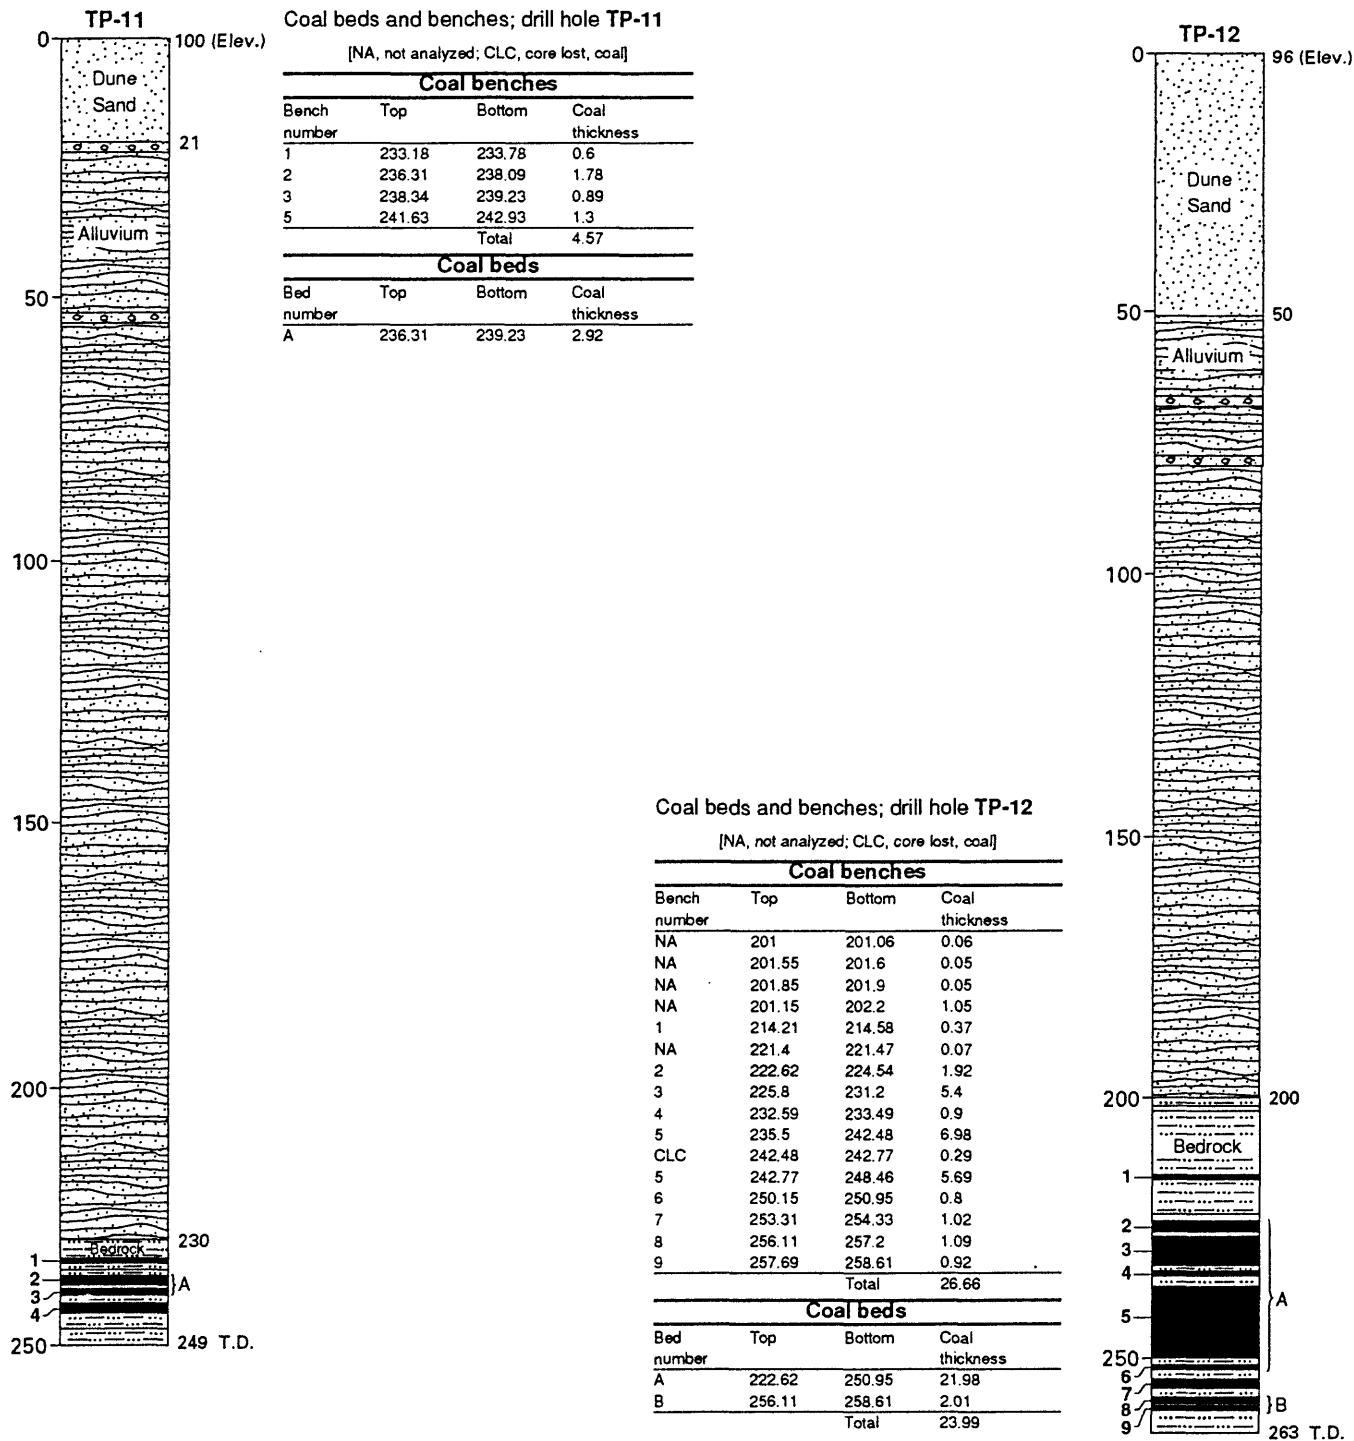 TP-11
0
100 (Elev.)
Dune
Sand
21
Alluvium
50
100
150
200
230
Bedrock
1
2
A
3
4
250
249 T.D.
Coal beds and benches; drill hole TP-11
[NA, not analyzed; CLC, core lost, coal]
Coal benches
Bench number Top Bottom Coal thickness
1 233.18 233.78 0.6
2 236.31 238.09 1.78
3 238.34 239.23 0.89
5 241.63 242.93 1.3
Total 4.57
Coal beds
Bed number Top Bottom Coal thickness
A 236.31 239.23 2.92
Coal beds and benches; drill hole TP-12
[NA, not analyzed; CLC, core lost, coal]
Coal benches
Bench number Top Bottom Coal thickness
NA 201 201.06 0.06
NA 201.55 201.6 0.05
NA 201.85 201.9 0.05
NA 201.15 202.2 1.05
1 214.21 214.58 0.37
NA 221.4 221.47 0.07
2 222.62 224.54 1.92
3 225.8 231.2 5.4
4 232.59 233.49 0.9
5 235.5 242.48 6.98
CLC 242.48 242.77 0.29
5 242.77 248.46 5.69
6 250.15 250.95 0.8
7 253.31 254.33 1.02
8 256.11 257.2 1.09
9 257.69 258.61 0.92
Total 26.66
Coal beds
Bed number Top Bottom Coal thickness
A 222.62 250.95 21.98
B 256.11 258.61 2.01
Total 23.99
TP-12
0
96 (Elev.)
Dune
Sand
50
50
Alluvium
100
150
200
200
Bedrock
1
2
3
4
A
5
250
6
7
8
B
9
263 T.D.